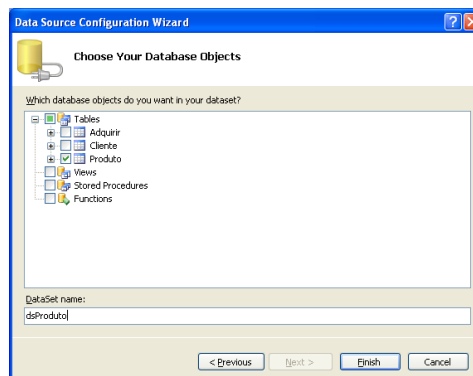 Data Source Configuration Wizard
Choose Your Database Objects
Which database objects do you want in your dataset?
Tables
Adquirir
Cliente
Produto
Views
Stored Procedures
Functions
DataSet name:
dsProduto
< Previous
Next >
Finish
Cancel